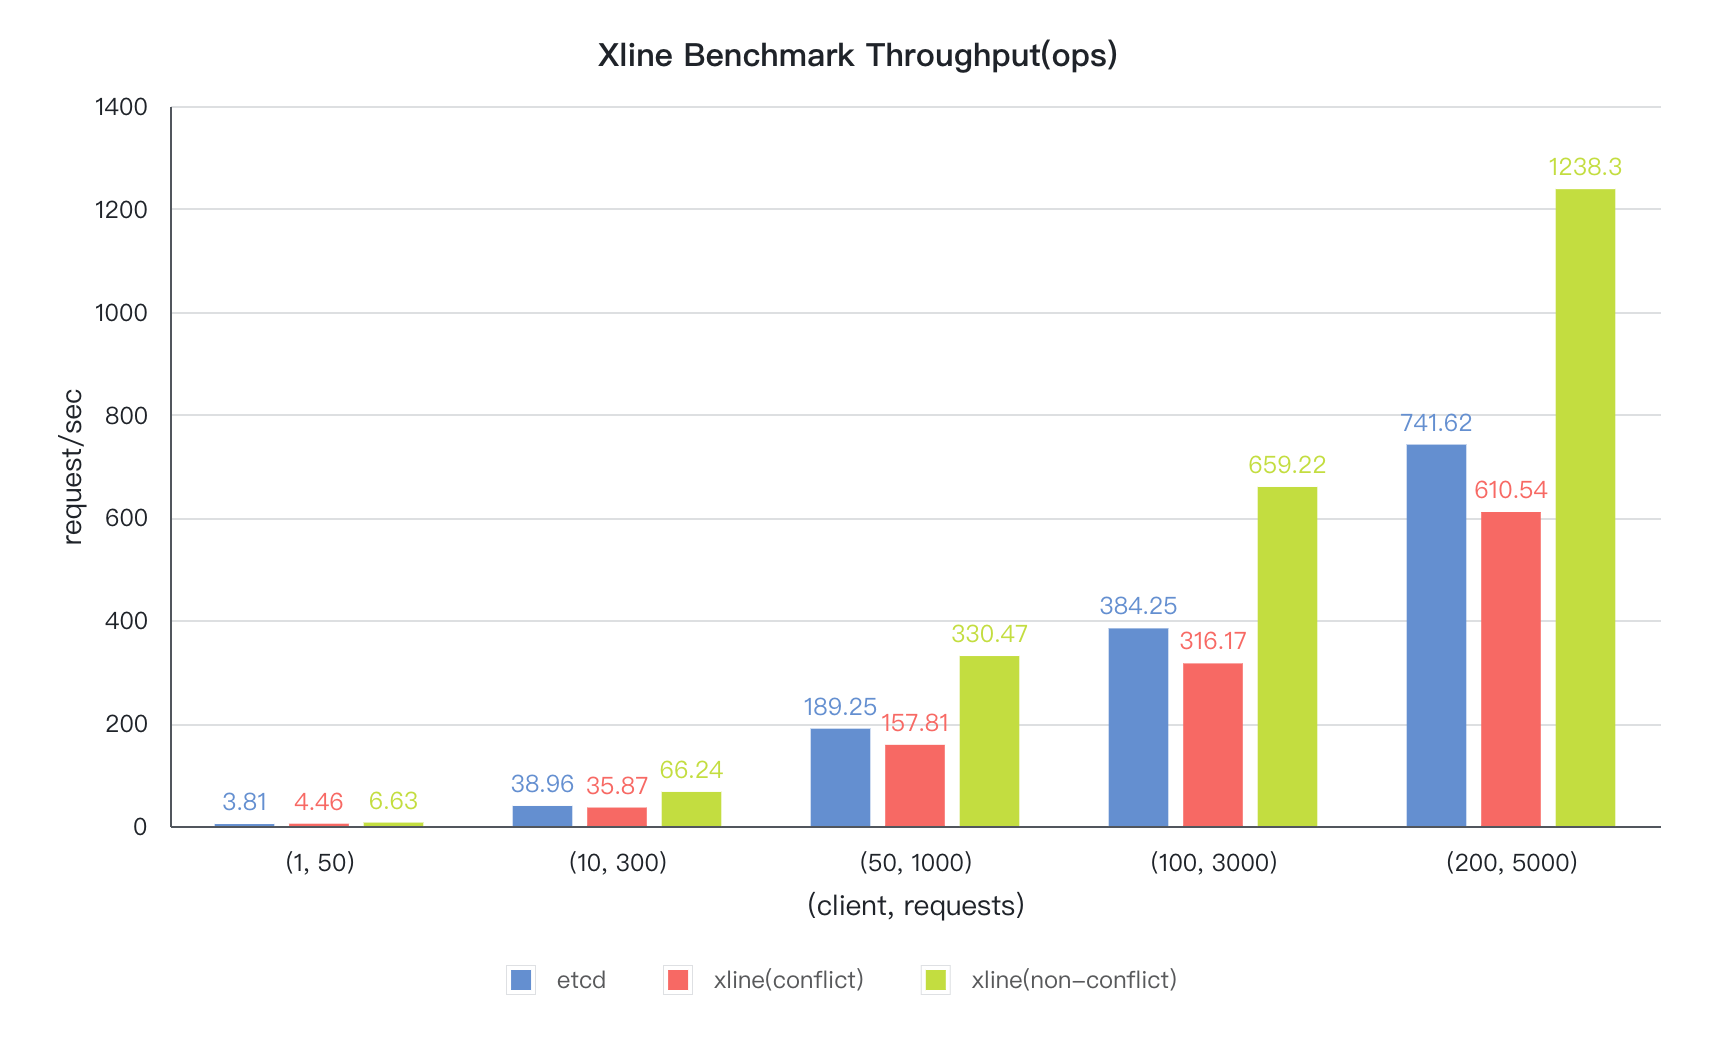 Xline Benchmark Throughput(ops)
request/sec
1400
1200
1000
800
600
400
200
0
3.81 4.46 6.63
38.96 35.87 66.24
189.25 157.81 330.47
384.25 316.17 659.22
741.62 610.54 1238.3
(1, 50) (10, 300) (50, 1000) (100, 3000) (200, 5000)
(client, requests)
etcd xline(conflict) xline(non-conflict)